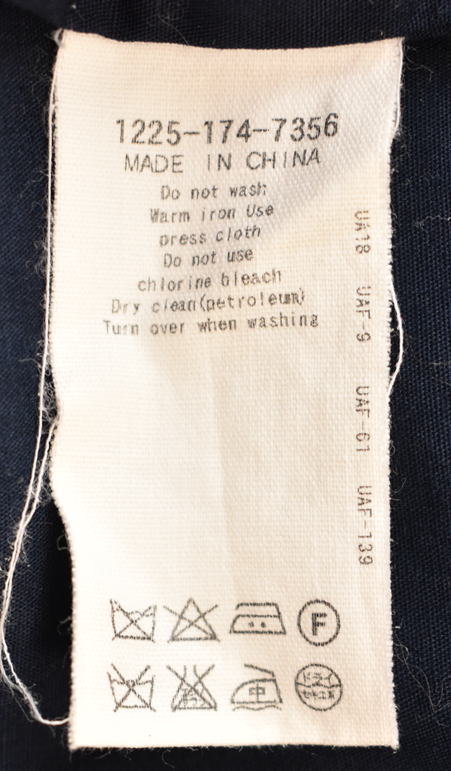 1225-174-7356
MADE IN CHINA
Do not wash
Warm iron Use
press cloth
Do not use
chlorine bleach
Dry clean(petroleum)
Turn over when washing
UA18 UAF-9 UAF-61 UAF-139
F
中
ドライ
セキユ系